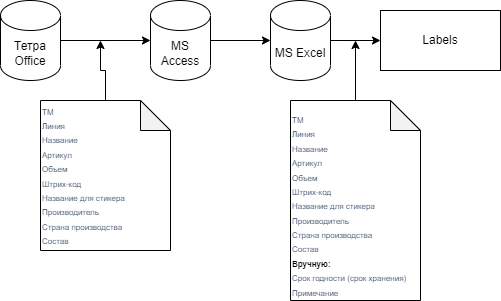 Тетра
Office
MS
Access
MS Excel
Labels
ТМ
Линия
Название
Артикул
Объем
Штрих-код
Название для стикера
Производитель
Страна производства
Состав
ТМ
Линия
Название
Артикул
Объем
Штрих-код
Название для стикера
Производитель
Страна производства
Состав
Вручную:
Срок годности (срок хранения)
Примечание